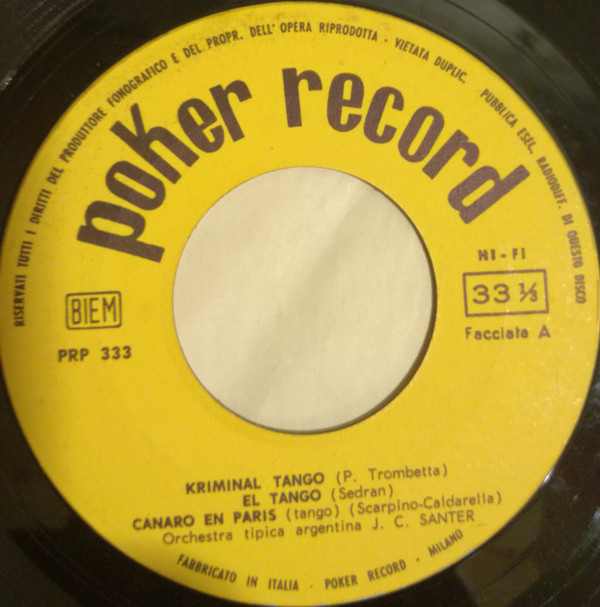 RISERVATI TUTTI I DIRITTI DEL PRODUTTORE FONOGRAFICO E DEL PROPR. DELL'OPERA RIPRODOTTA - VIETATA DUPLIC. PUBBLICA ESEC. RADIODIFF. DI QUESTO DISCO
poker record
HI-FI
BIEM
33 ⅓
PRP 333
Facciata A
KRIMINAL TANGO (P. Trombetta)
EL TANGO (Sedran)
CANARO EN PARIS (tango) (Scarpino-Caldarella)
Orchestra tipica argentina J. C. SANTER
FABBRICATO IN ITALIA - POKER RECORD - MILANO